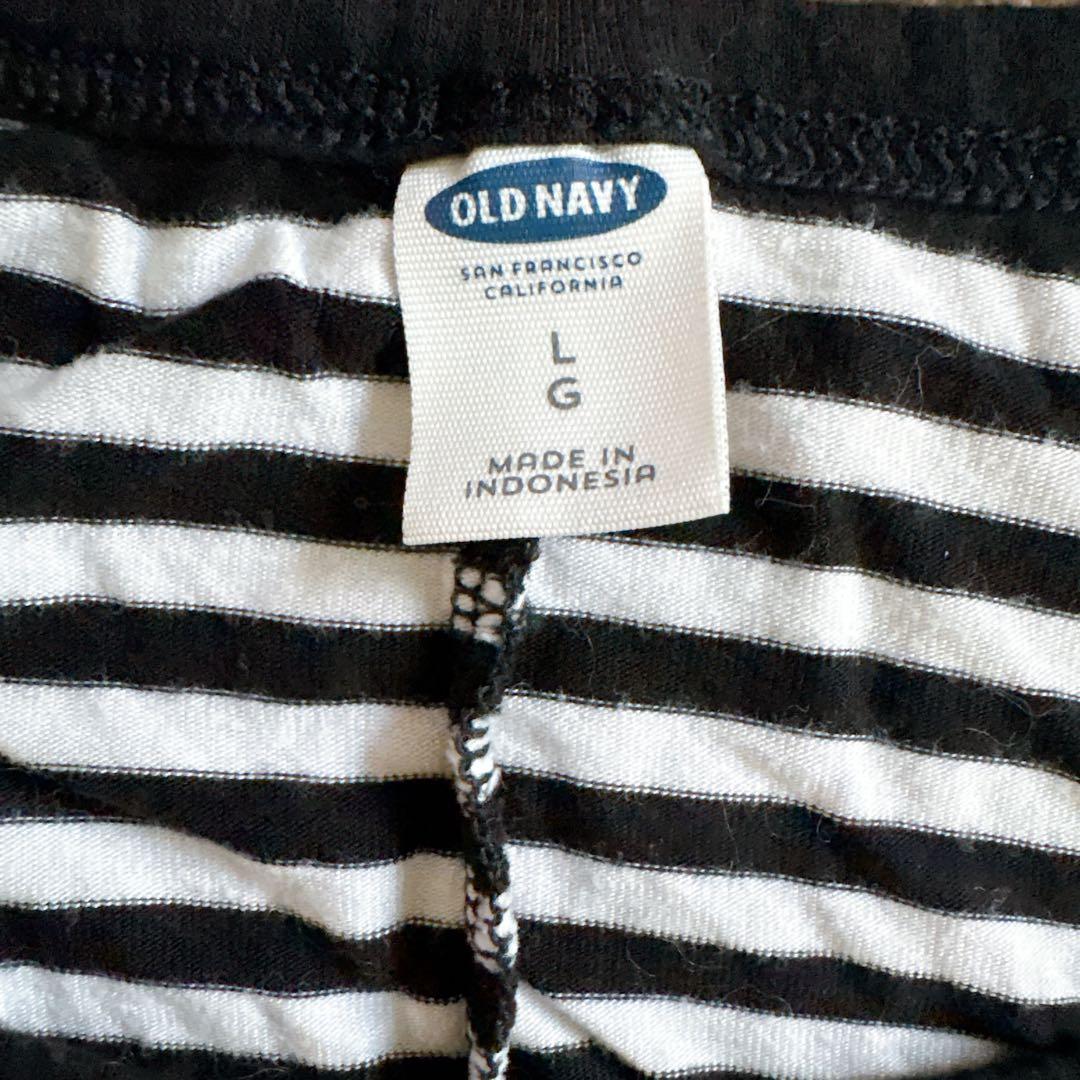 OLD NAVY
SAN FRANCISCO
CALIFORNIA
L
G
MADE IN
INDONESIA